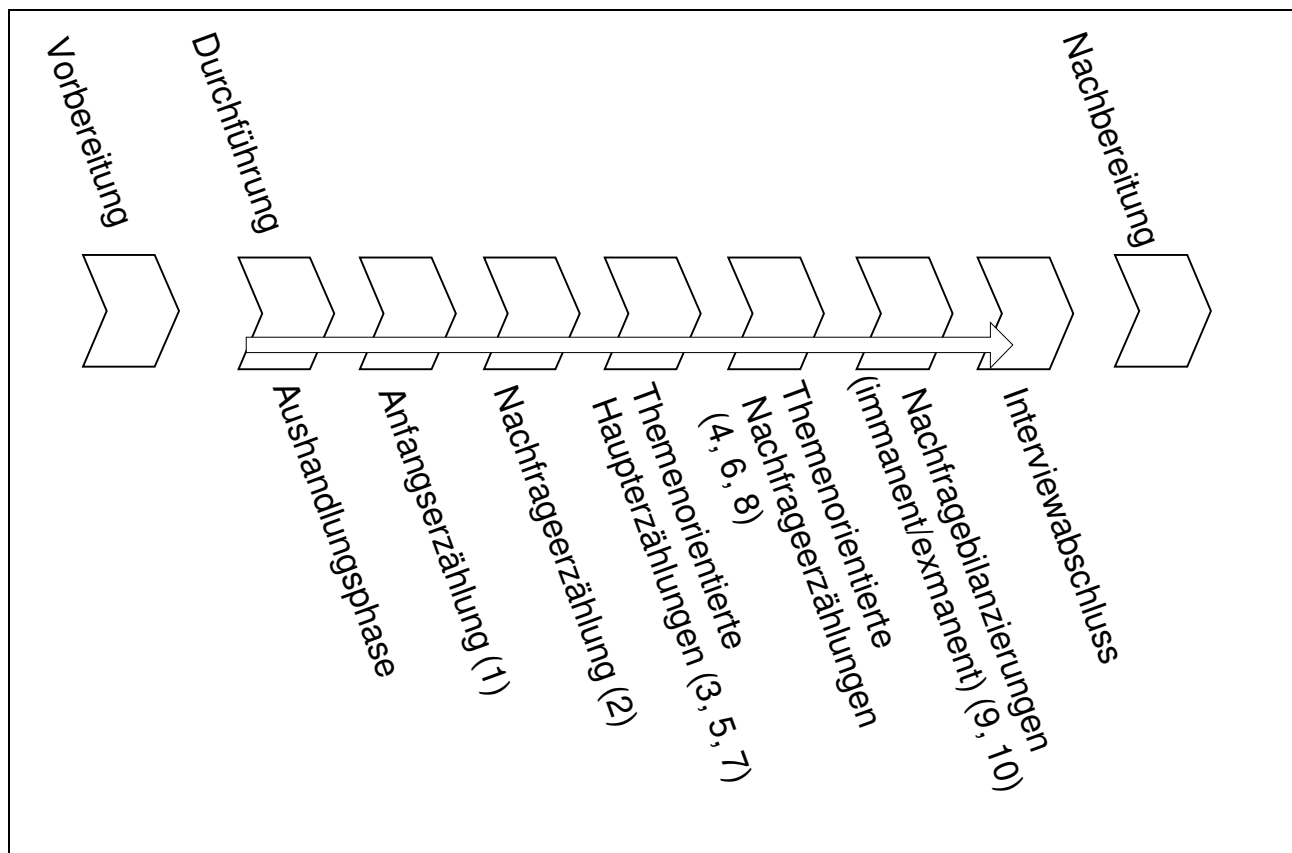 Vorbereitung
Durchführung
Nachbereitung
Aushandlungsphase
Anfangserzählung (1)
Nachfrageerzählung (2)
Themenorientierte
Haupterzählungen (3, 5, 7)
Themenorientierte
Nachfrageerzählungen
(4, 6, 8)
Nachfragebilanzierungen
(immanent/exmanent) (9, 10)
Interviewabschluss